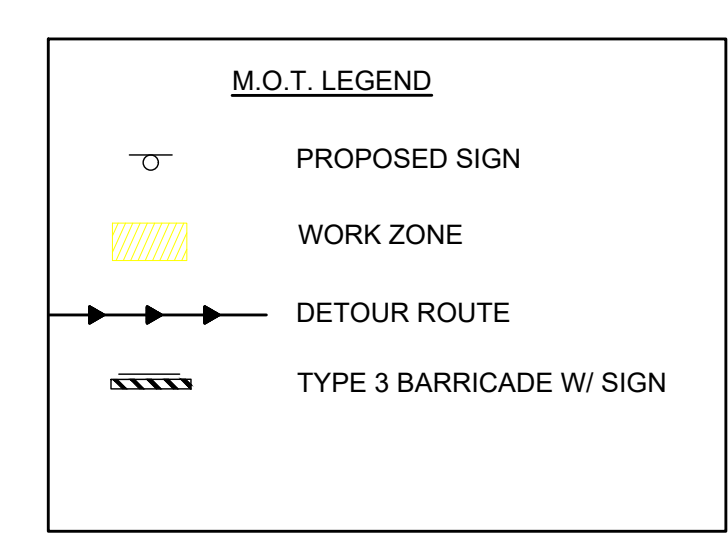 M.O.T. LEGEND
PROPOSED SIGN
WORK ZONE
DETOUR ROUTE
TYPE 3 BARRICADE W/ SIGN